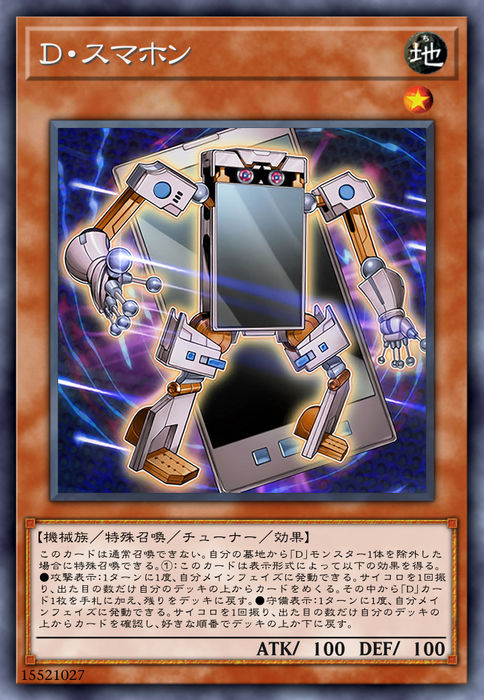 D・スマホン
地
ち
【機械族／特殊召喚／チューナー／効果】
このカードは通常召喚できない。自分の墓地から「D」モンスター1体を除外した
場合に特殊召喚できる。①：このカードは表示形式によって以下の効果を得る。
●攻撃表示：1ターンに1度、自分メインフェイズに発動できる。サイコロを1回振
り、出た目の数だけ自分のデッキの上からカードをめくる。その中から「D」カー
ド1枚を手札に加え、残りをデッキに戻す。●守備表示：1ターンに1度、自分メイ
ンフェイズに発動できる。サイコロを1回振り、出た目の数だけ自分のデッキの
上からカードを確認し、好きな順番でデッキの上か下に戻す。
ATK/ 100 DEF/ 100
15521027